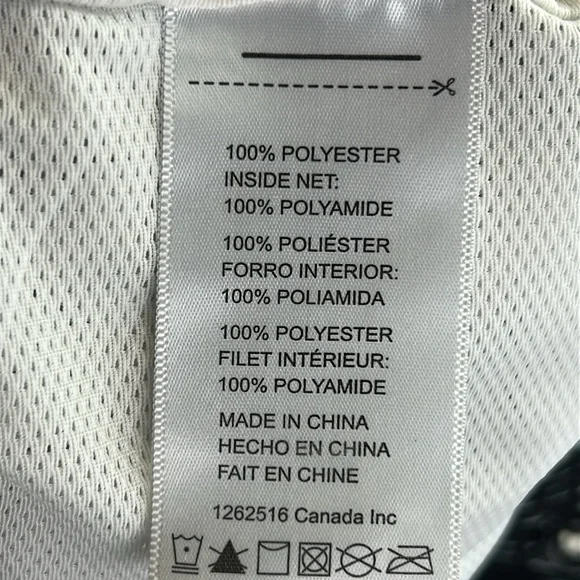 100% POLYESTER
INSIDE NET:
100% POLYAMIDE
100% POLIÉSTER
FORRO INTERIOR:
100% POLIAMIDA
100% POLYESTER
FILET INTÉRIEUR:
100% POLYAMIDE
MADE IN CHINA
HECHO EN CHINA
FAIT EN CHINE
1262516 Canada Inc